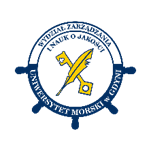 WYDZIAŁ ZARZĄDZANIA
I NAUK O JAKOŚCI
UNIWERSYTET MORSKI W GDYNI